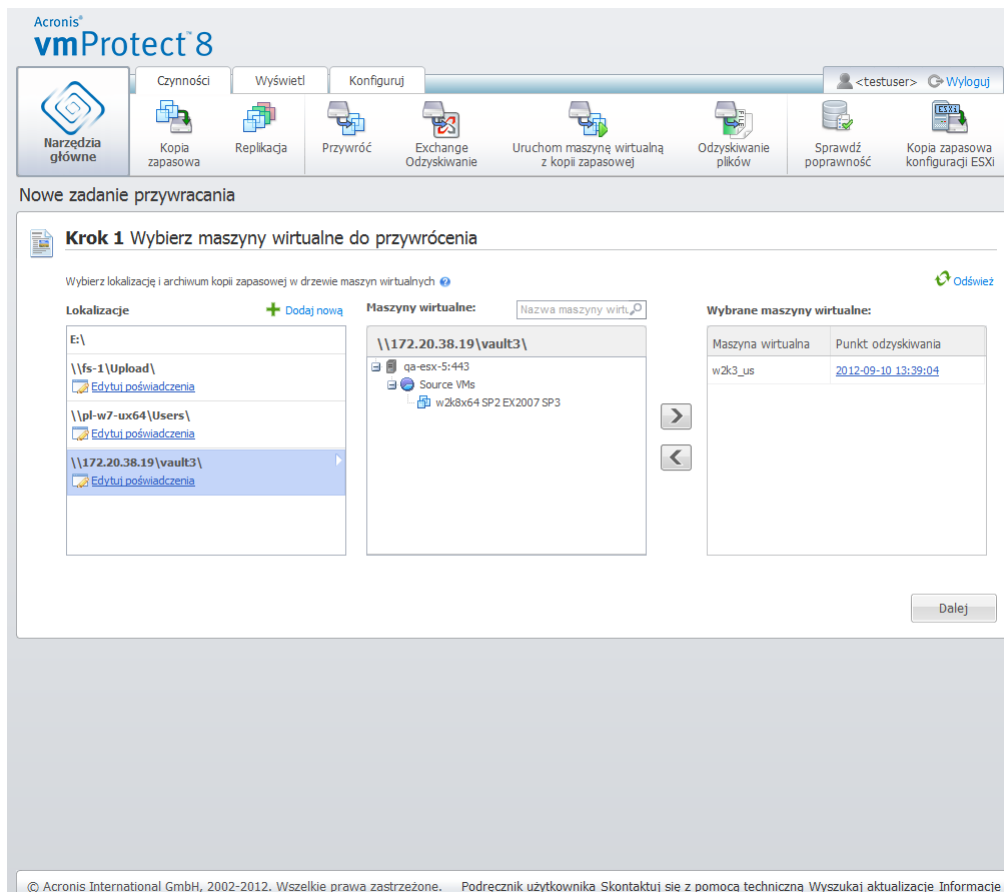 Acronis®
vmProtect™ 8
Czynności Wyświetl Konfiguruj <testuser> Wyloguj
Narzędzia główne
Kopia zapasowa
Replikacja
Przywróć
Exchange Odzyskiwanie
Uruchom maszynę wirtualną z kopii zapasowej
Odzyskiwanie plików
Sprawdź poprawność
Kopia zapasowa konfiguracji ESXi
Nowe zadanie przywracania
Krok 1 Wybierz maszyny wirtualne do przywrócenia
Wybierz lokalizację i archiwum kopii zapasowej w drzewie maszyn wirtualnych
Odśwież
Lokalizacje Dodaj nową
E:\
\\fs-1\Upload\
Edytuj poświadczenia
\\pl-w7-ux64\Users\
Edytuj poświadczenia
\\172.20.38.19\vault3\
Edytuj poświadczenia
Maszyny wirtualne: Nazwa maszyny wirtu
\\172.20.38.19\vault3\
qa-esx-5:443
Source VMs
w2k8x64 SP2 EX2007 SP3
Wybrane maszyny wirtualne:
Maszyna wirtualna Punkt odzyskiwania
w2k3_us 2012-09-10 13:39:04
Dalej
© Acronis International GmbH, 2002-2012. Wszelkie prawa zastrzeżone. Podręcznik użytkownika Skontaktuj się z pomocą techniczną Wyszukaj aktualizacje Informacje